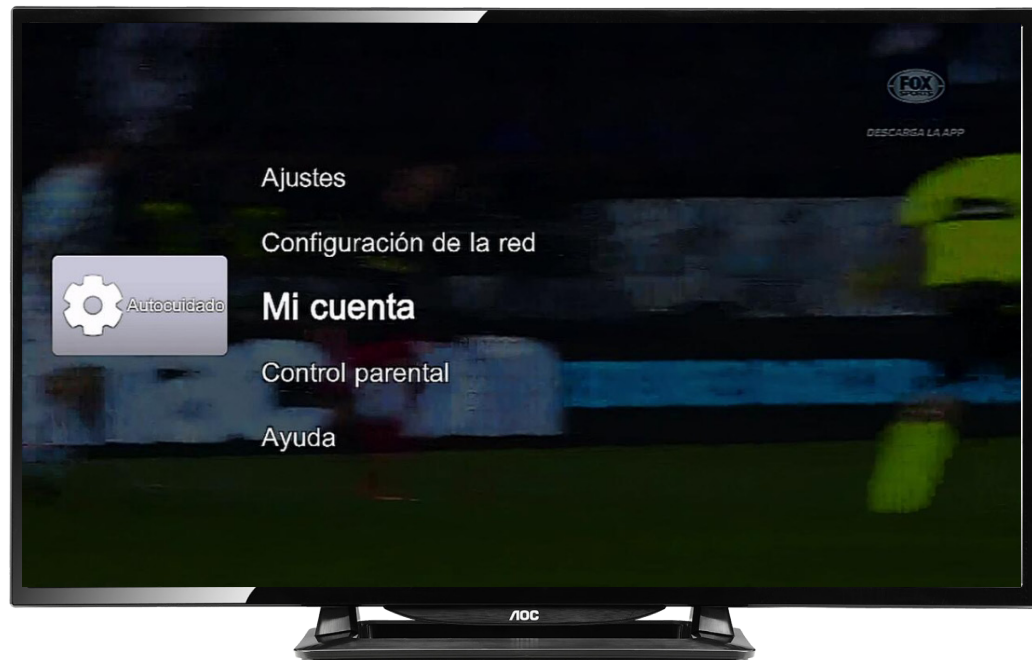 FOX
SPORTS
DESCARGA LA APP
Ajustes
Configuración de la red
Autocuidado
Mi cuenta
Control parental
Ayuda
AOC